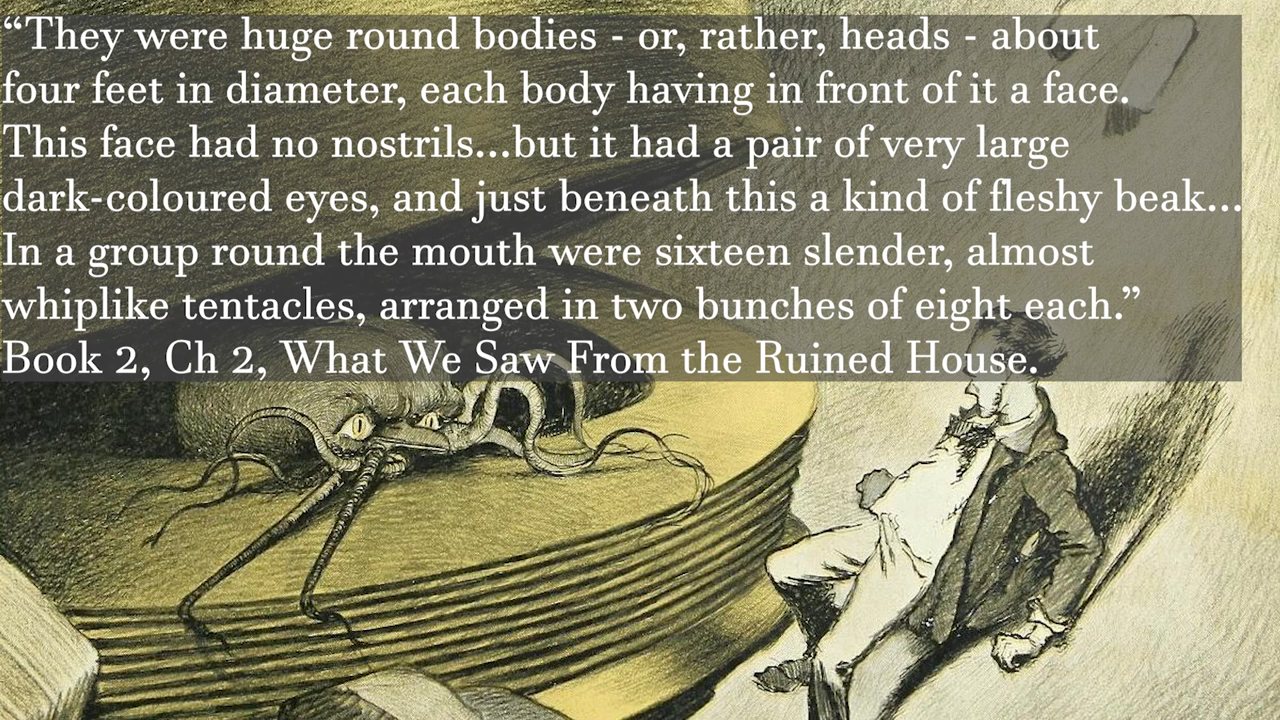 “They were huge round bodies - or, rather, heads - about
four feet in diameter, each body having in front of it a face.
This face had no nostrils...but it had a pair of very large
dark-coloured eyes, and just beneath this a kind of fleshy beak...
In a group round the mouth were sixteen slender, almost
whiplike tentacles, arranged in two bunches of eight each.”
Book 2, Ch 2, What We Saw From the Ruined House.